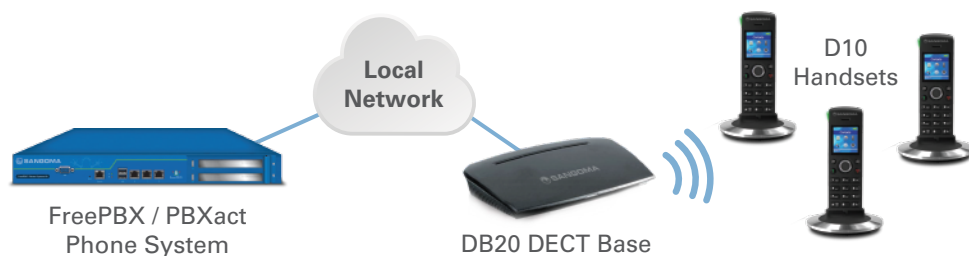 Local
Network
D10
Handsets
SANGOMA
SANGOMA
FreePBX / PBXact
Phone System
DB20 DECT Base